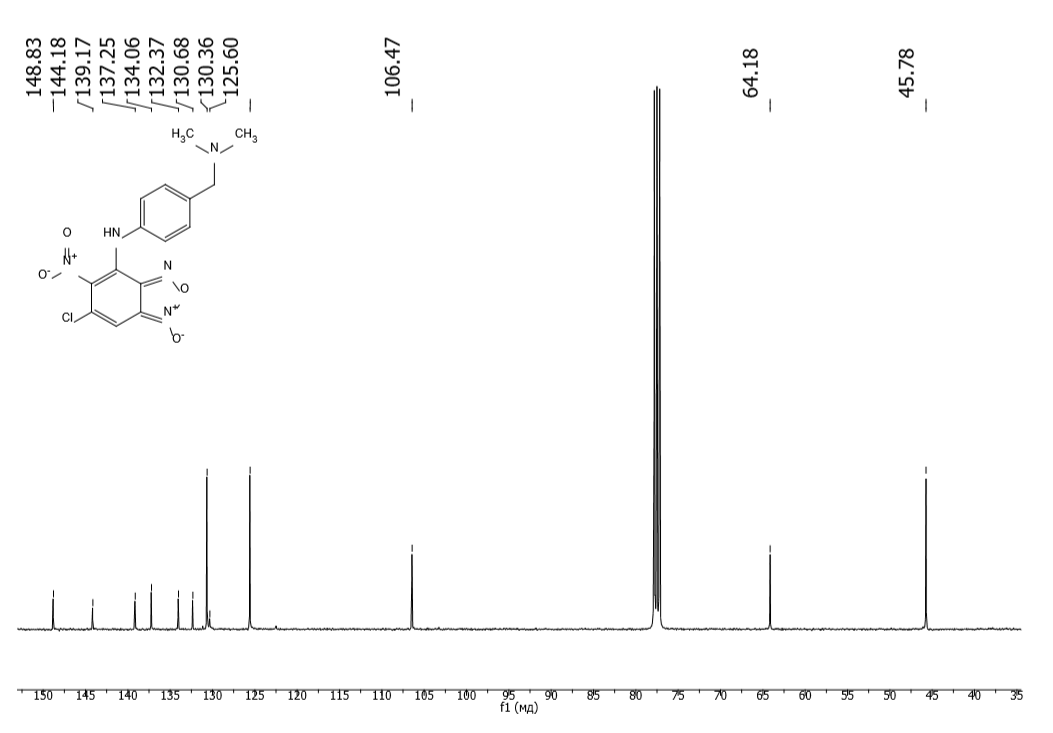 148.83
144.18
139.17
137.25
134.06
132.37
130.68
130.36
125.60
106.47
64.18
45.78
H3C N CH3
HN
O
N+
O-
N
O
N+
O-
Cl
150 145 140 135 130 125 120 115 110 105 100 95 90 85 80 75 70 65 60 55 50 45 40 35
f1 (мд)